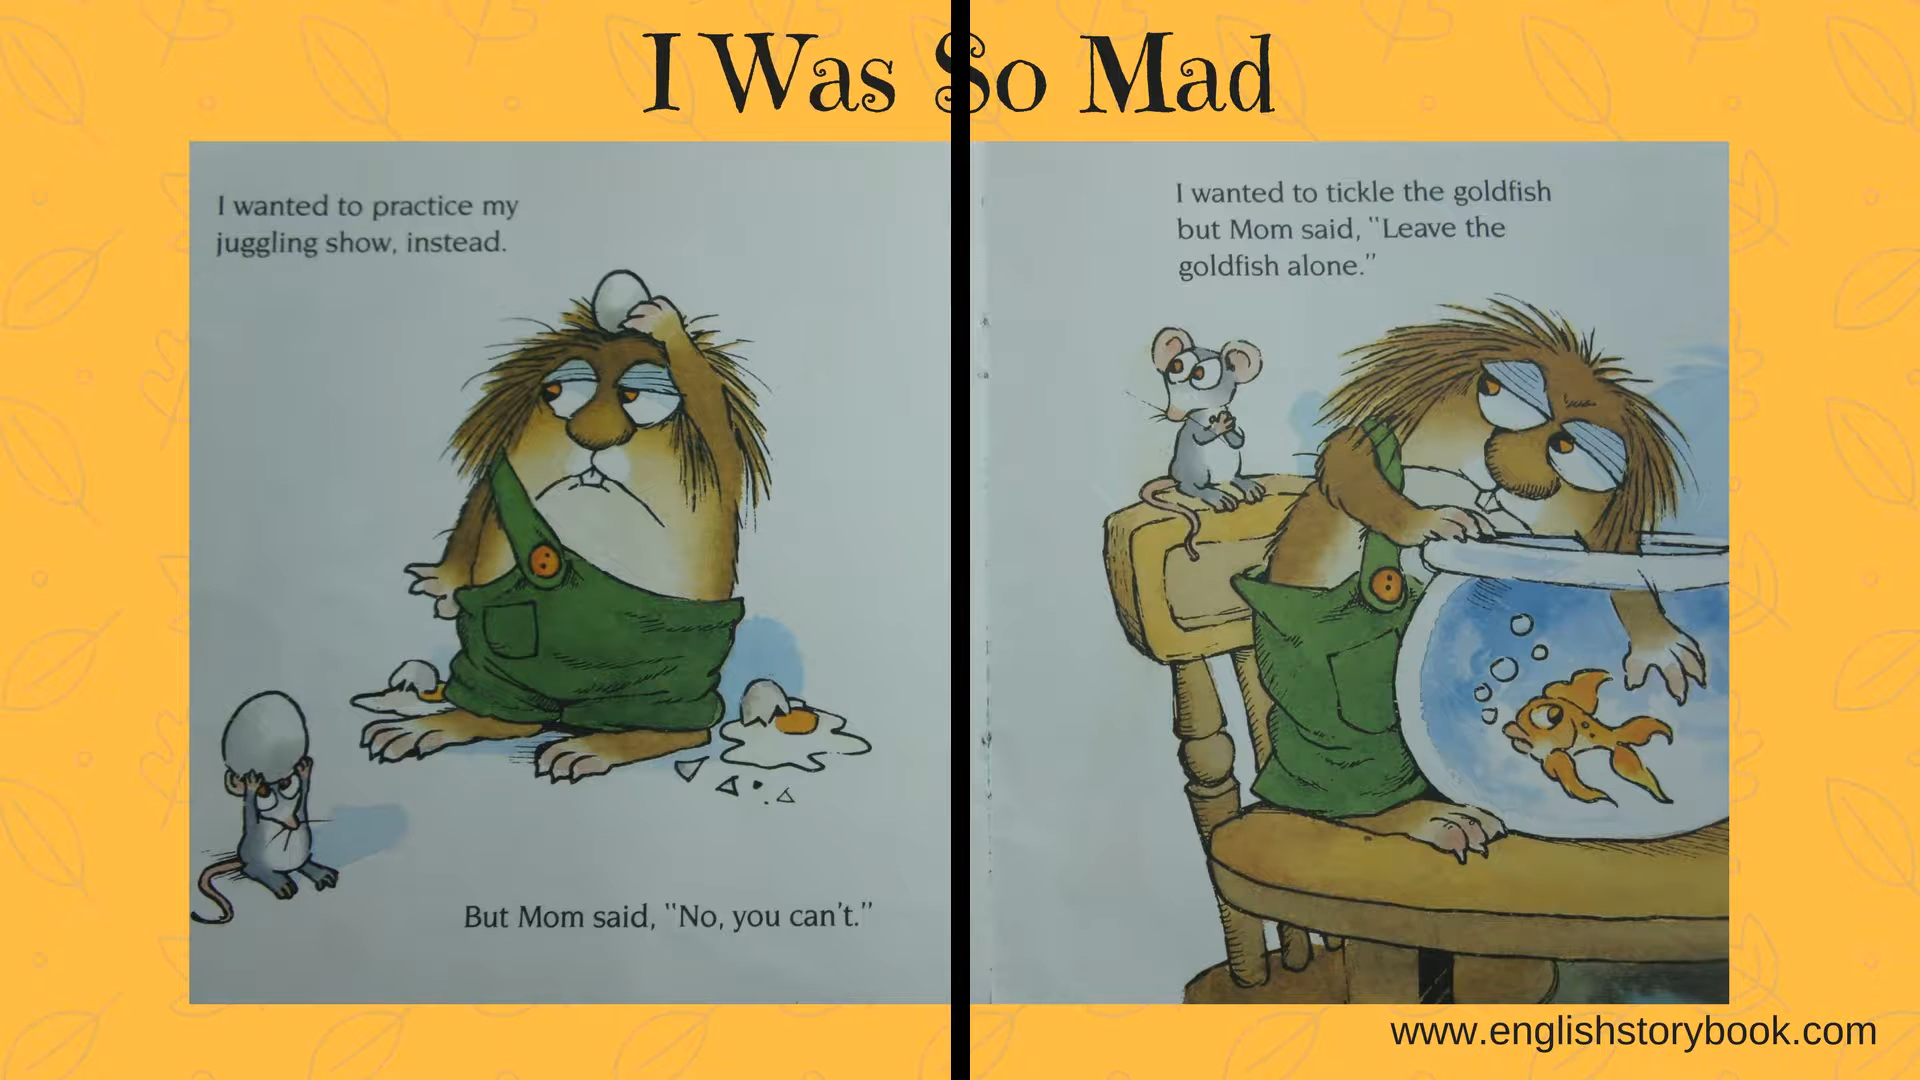 I Was So Mad
I wanted to practice my
juggling show, instead.
But Mom said, "No, you can't."
I wanted to tickle the goldfish
but Mom said, "Leave the
goldfish alone."
www.englishstorybook.com